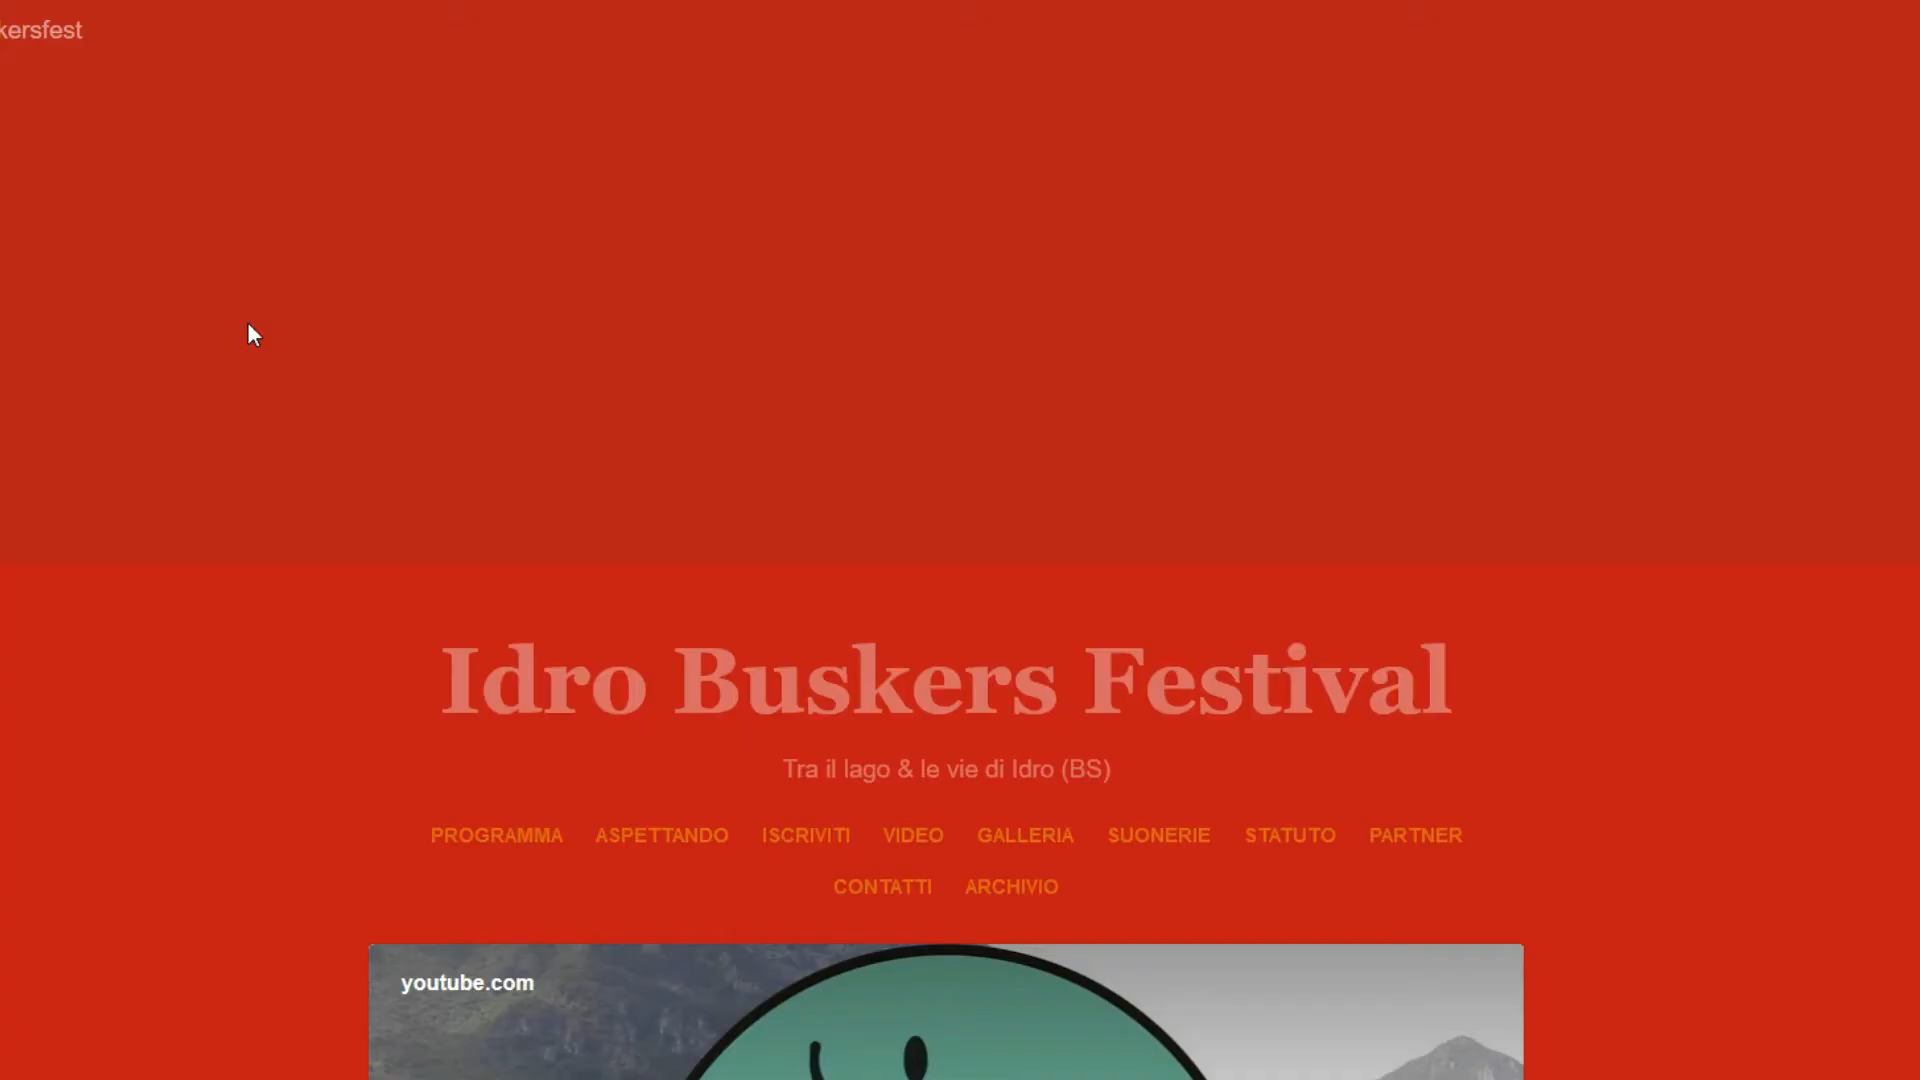 kersfest
Idro Buskers Festival
Tra il lago & le vie di Idro (BS)
PROGRAMMA ASPETTANDO ISCRIVITI VIDEO GALLERIA SUONERIE STATUTO PARTNER
CONTATTI ARCHIVIO
youtube.com